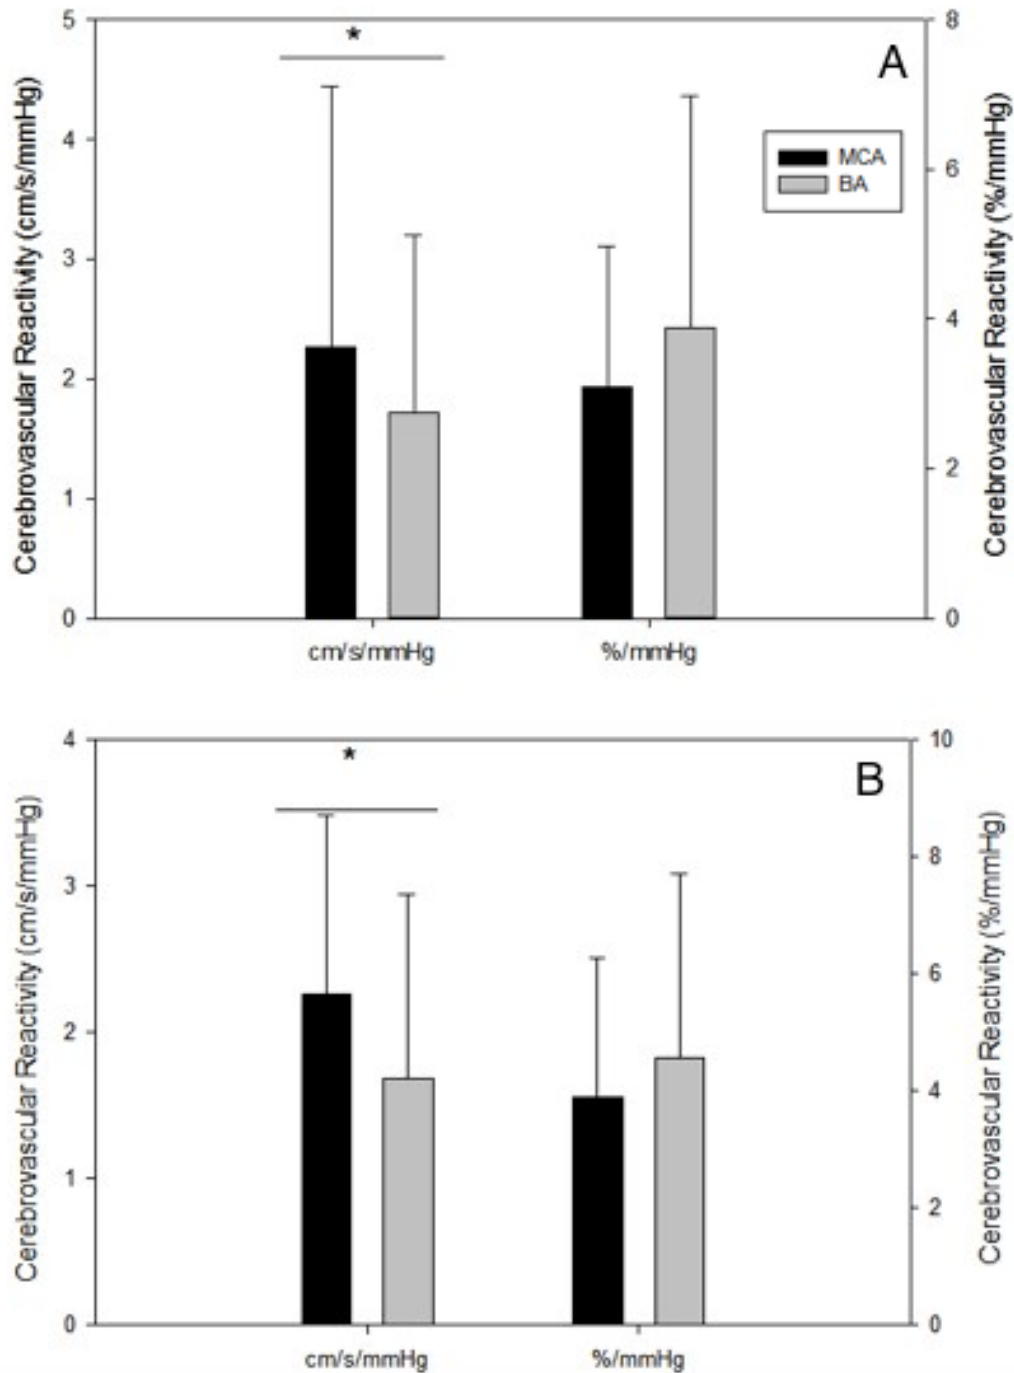 5
4
3
2
1
0
Cerebrovascular Reactivity (cm/s/mmHg)
*
A
MCA
BA
8
6
4
2
0
Cerebrovascular Reactivity (%/mmHg)
cm/s/mmHg
%/mmHg
4
3
2
1
0
Cerebrovascular Reactivity (cm/s/mmHg)
*
B
10
8
6
4
2
0
Cerebrovascular Reactivity (%/mmHg)
cm/s/mmHg
%/mmHg